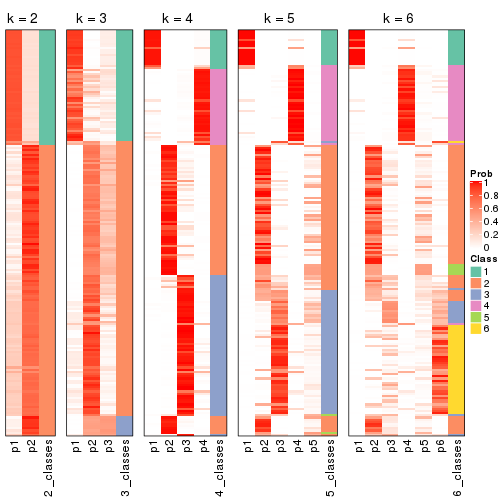 k = 2
k = 3
k = 4
k = 5
k = 6
p1
p2
2_classes
p1
p2
p3
3_classes
p1
p2
p3
p4
4_classes
p1
p2
p3
p4
p5
5_classes
p1
p2
p3
p4
p5
p6
6_classes
Prob
1
0.8
0.6
0.4
0.2
0
Class
1
2
3
4
5
6